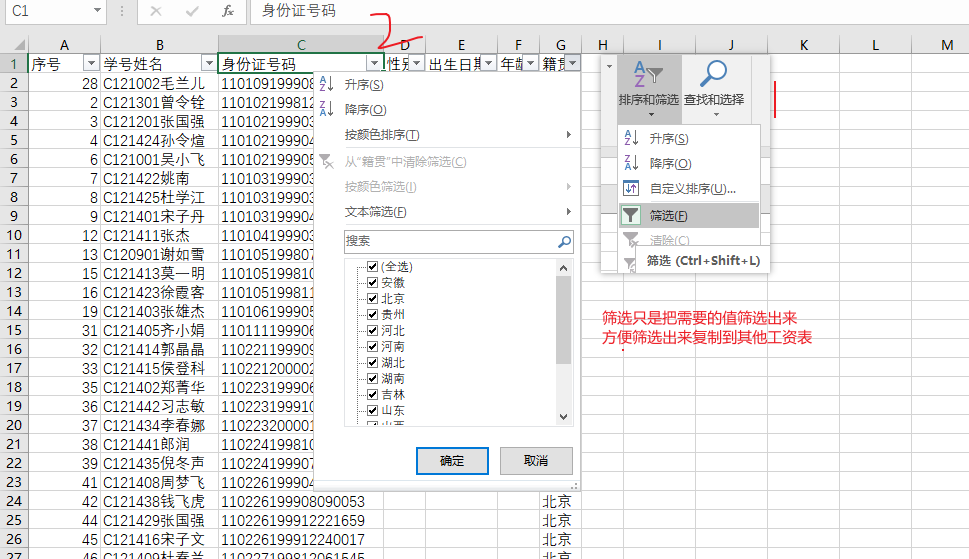 C1
fx
身份证号码
2
A B C D E F G H I J K L M
1 序号 学号姓名 身份证号码 性别 出生日期 年龄 籍贯
2 28 C121002毛兰儿 110109199908
3 2 C121301曾令铨 110102199812
4 3 C121201张国强 110102199903
5 4 C121424孙令煊 110102199904
6 6 C121001吴小飞 110102199905
7 7 C121422姚南 110103199903
8 8 C121425杜学江 110103199903
9 9 C121401宋子丹 110103199904
10 12 C121411张杰 110104199903
11 13 C120901谢如雪 110105199807
12 15 C121413莫一明 110105199810
13 16 C121423徐霞客 110105199811
14 19 C121403张雄杰 110106199905
15 31 C121405齐小娟 110111199906
16 32 C121414郭晶晶 110221199909
17 33 C121415侯登科 110221200002
18 35 C121402郑菁华 110223199906
19 36 C121442习志敏 110223199910
20 37 C121434李春娜 110223200001
21 38 C121441郎润 110224199810
22 39 C121435倪冬声 110224199907
23 41 C121408周梦飞 110226199904
24 42 C121438钱飞虎 110226199908090053 北京
25 44 C121429张国强 110226199912221659 北京
26 45 C121416宋子文 110226199912240017 北京
27 46 C121409杜春兰 110227199812061545 北京
升序(S)
降序(O)
按颜色排序(T)
从“籍贯”中清除筛选(C)
按颜色筛选(I)
文本筛选(F)
搜索
(全选)
安徽
北京
贵州
河北
河南
湖北
湖南
吉林
山东
山西
确定
取消
排序和筛选 查找和选择
升序(S)
降序(O)
自定义排序(U)...
筛选(F)
清除(C)
筛选 (Ctrl+Shift+L)
筛选只是把需要的值筛选出来
方便筛选出来复制到其他工资表